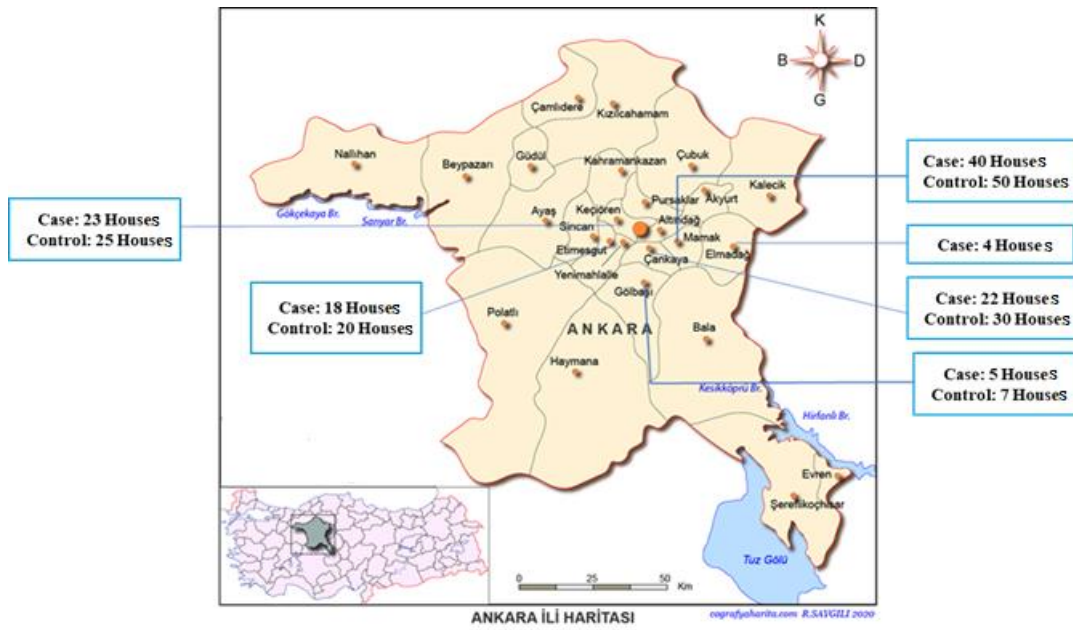 K
B
D
G
Çamlıdere
Kızılcahamam
Nallıhan
Beypazarı
Güdül
Kahramankazan
Çubuk
Kalecik
Pursaklar
Akyurt
Gökçekaya Br.
Sarıyar Br.
Ayaş
Keçiören
Altındağ
Sincan
Mamak
Etimesgut
Çankaya
Elmadağ
Yenimahlalle
Gölbaşı
Polatlı
ANKARA
Bala
Haymana
Kesikköprü Br.
Hirfanlı Br.
Evren
Şereflikoçhisar
Tuz Gölü
Case: 23 Houses
Control: 25 Houses
Case: 18 Houses
Control: 20 Houses
Case: 40 Houses
Control: 50 Houses
Case: 4 Houses
Case: 22 Houses
Control: 30 Houses
Case: 5 Houses
Control: 7 Houses
0 25 50
Km
ANKARA İLİ HARİTASI
cografyaharita.com R.SAYGILI 2020